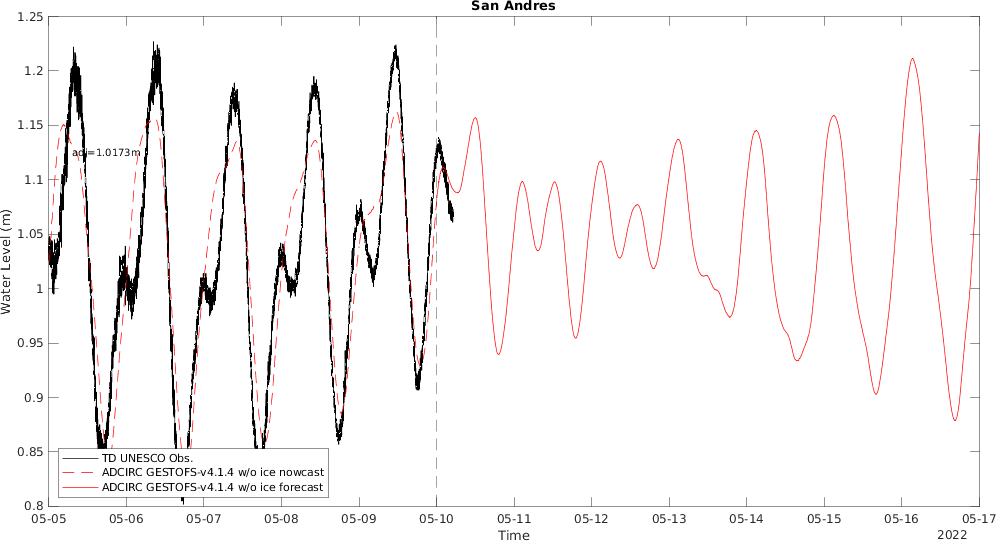 San Andres
1.25
1.2
1.15
1.1
1.05
1
0.95
0.9
0.85
0.8
Water Level (m)
adj=1.0173m
TD UNESCO Obs.
ADCIRC GESTOFS-v4.1.4 w/o ice nowcast
ADCIRC GESTOFS-v4.1.4 w/o ice forecast
05-05 05-06 05-07 05-08 05-09 05-10 05-11 05-12 05-13 05-14 05-15 05-16 05-17
Time
2022